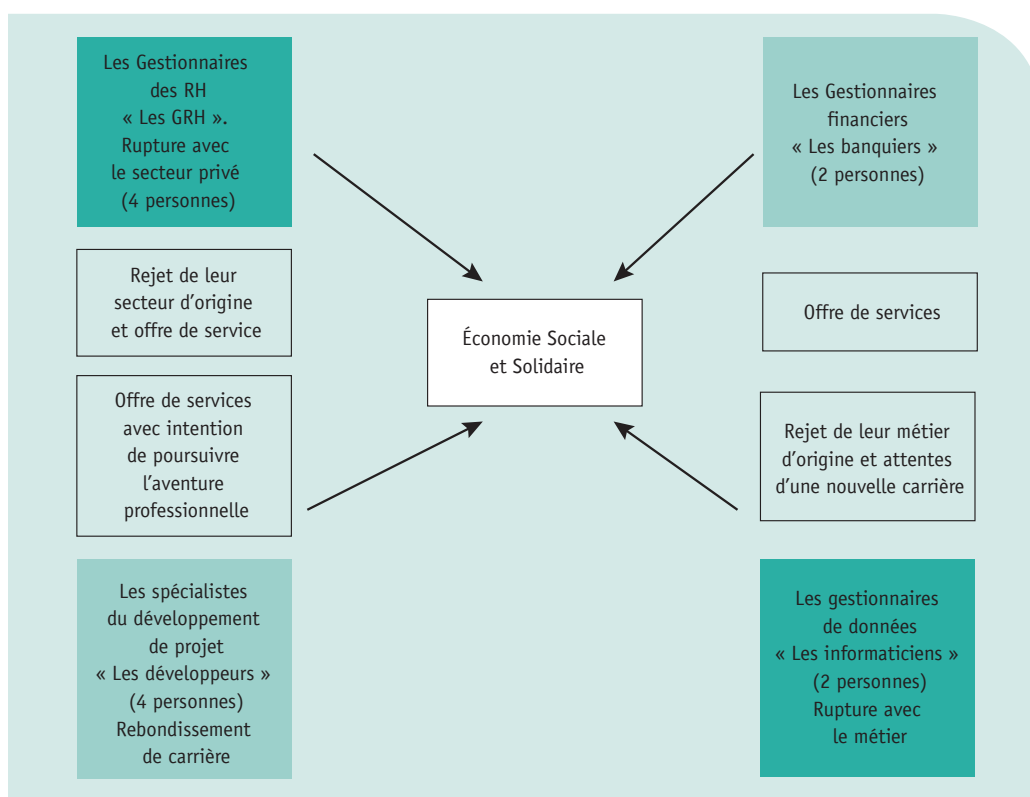 Les Gestionnaires
des RH
« Les GRH ».
Rupture avec
le secteur privé
(4 personnes)
Les Gestionnaires
financiers
« Les banquiers »
(2 personnes)
Rejet de leur
secteur d'origine
et offre de service
Offre de services
Économie Sociale
et Solidaire
Offre de services
avec intention
de poursuivre
l'aventure
professionnelle
Rejet de leur métier
d'origine et attentes
d'une nouvelle carrière
Les spécialistes
du développement
de projet
« Les développeurs »
(4 personnes)
Rebondissement
de carrière
Les gestionnaires
de données
« Les informaticiens »
(2 personnes)
Rupture avec
le métier